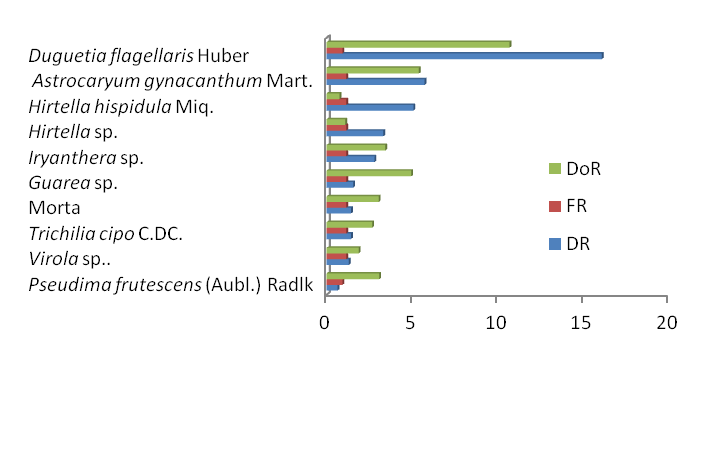 Duguetia flagellaris Huber
Astrocaryum gynacanthum Mart.
Hirtella hispidula Miq.
Hirtella sp.
Iryanthera sp.
Guarea sp.
Morta
Trichilia cipo C.DC.
Virola sp..
Pseudima frutescens (Aubl.) Radlk
DoR
FR
DR
0 5 10 15 20